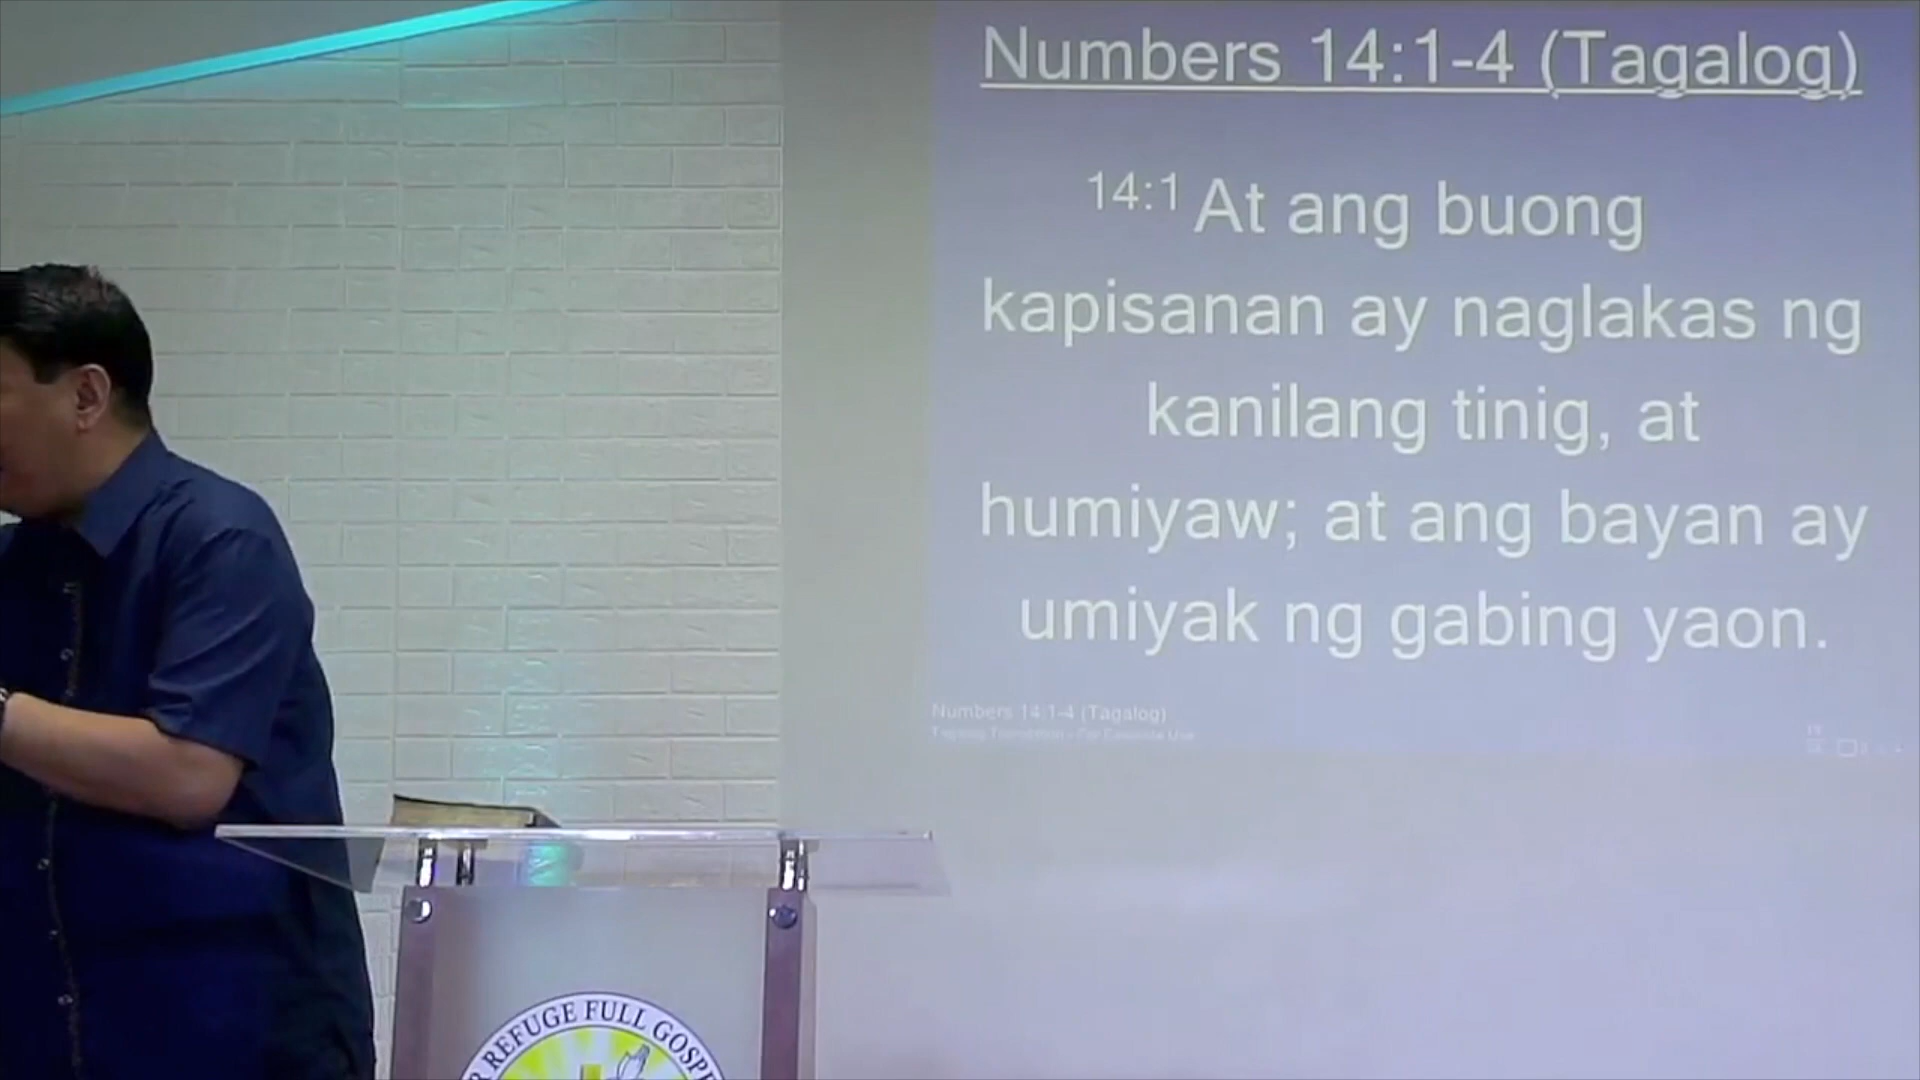 Numbers 14:1-4 (Tagalog)
14:1 At ang buong
kapisanan ay naglakas ng
kanilang tinig, at
humiyaw; at ang bayan ay
umiyak ng gabing yaon.
Numbers 14:1-4 (Tagalog)
REFUGE FULL GOSPE